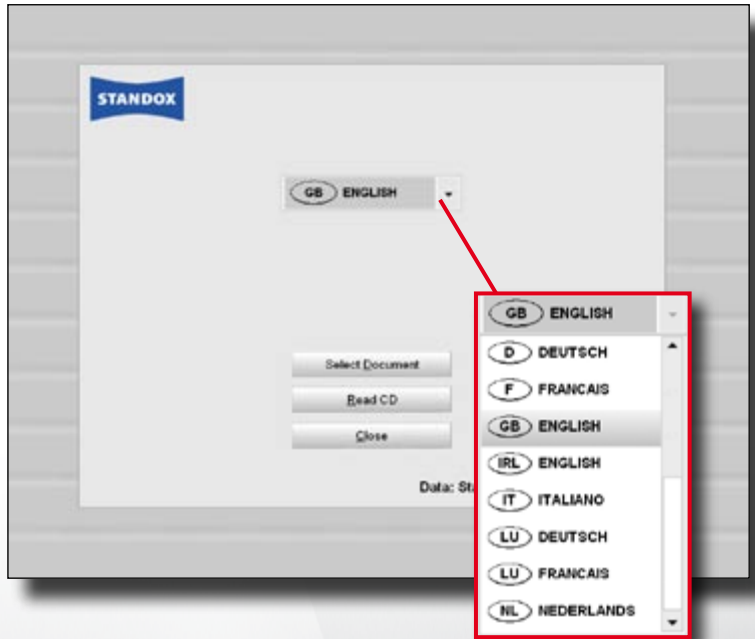 STANDOX
GB ENGLISH
Select Document
Read CD
Close
Data: St
GB ENGLISH
D DEUTSCH
F FRANCAIS
GB ENGLISH
IRL ENGLISH
IT ITALIANO
LU DEUTSCH
LU FRANCAIS
NL NEDERLANDS